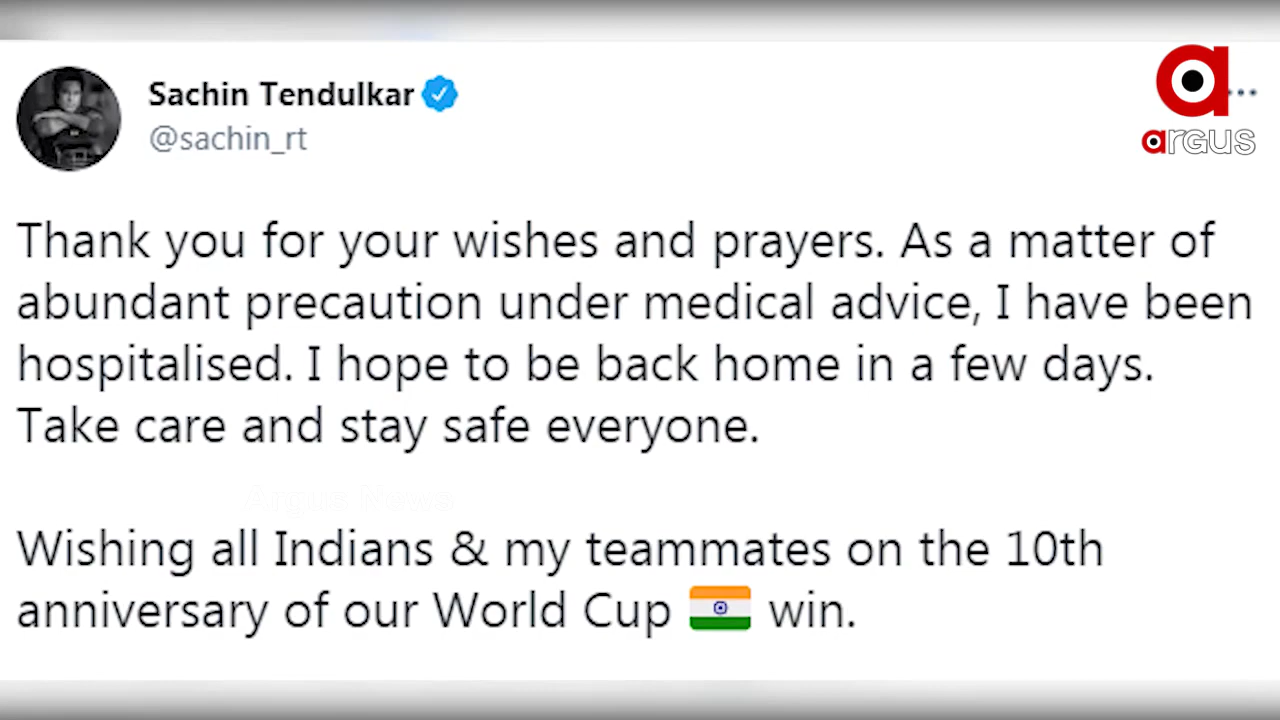 Sachin Tendulkar
@sachin_rt
argus
Thank you for your wishes and prayers. As a matter of
abundant precaution under medical advice, I have been
hospitalised. I hope to be back home in a few days.
Take care and stay safe everyone.
Argus News
Wishing all Indians & my teammates on the 10th
anniversary of our World Cup 🇮🇳 win.